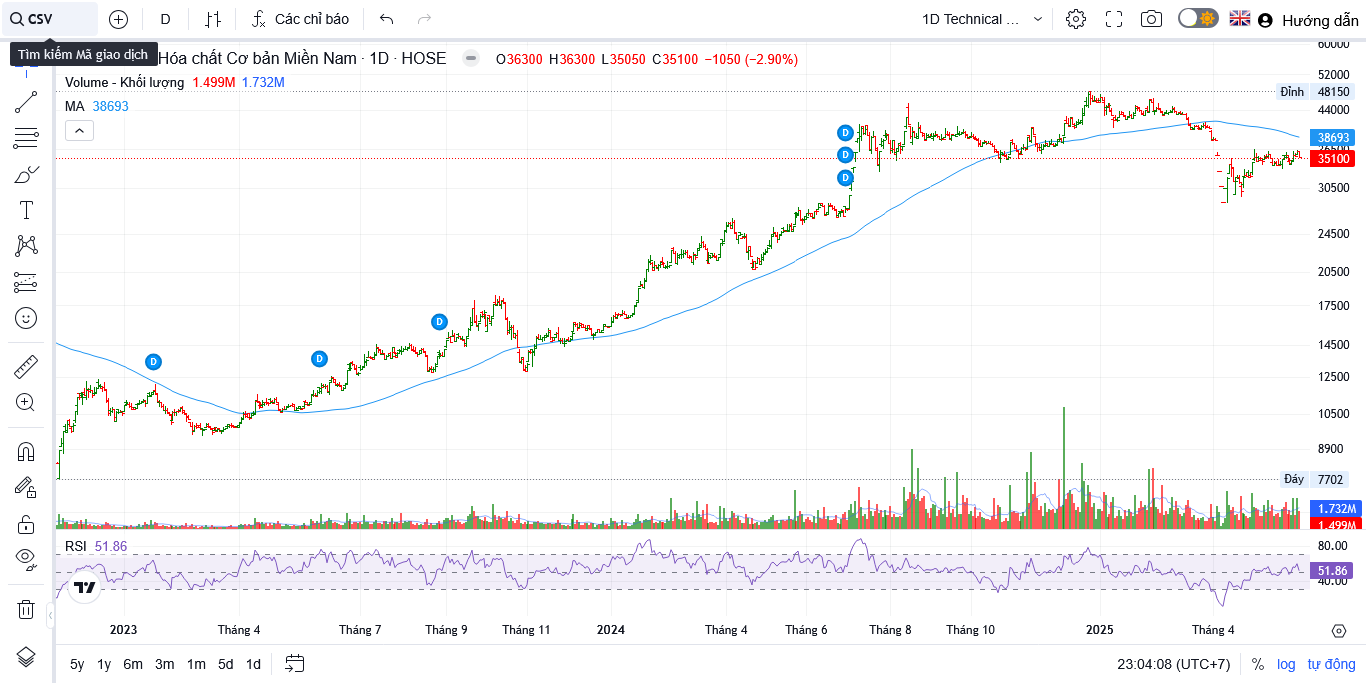 CSV
D
Các chỉ báo
1D Technical ...
Hướng dẫn
Tìm kiếm Mã giao dịch
Hóa chất Cơ bản Miền Nam · 1D · HOSE
O36300 H36300 L35050 C35100 −1050 (−2.90%)
Volume - Khối lượng 1.499M 1.732M
MA 38693
60000
52000
Đỉnh 48150
44000
38693
35100
30500
24500
20500
17500
14500
12500
10500
8900
Đáy 7702
1.732M
1.499M
D
D
D
D
D
D
RSI 51.86
80.00
51.86
40.00
2023
Tháng 4
Tháng 7
Tháng 9
Tháng 11
2024
Tháng 4
Tháng 6
Tháng 8
Tháng 10
2025
Tháng 4
5y 1y 6m 3m 1m 5d 1d
23:04:08 (UTC+7)
%
log
tự động